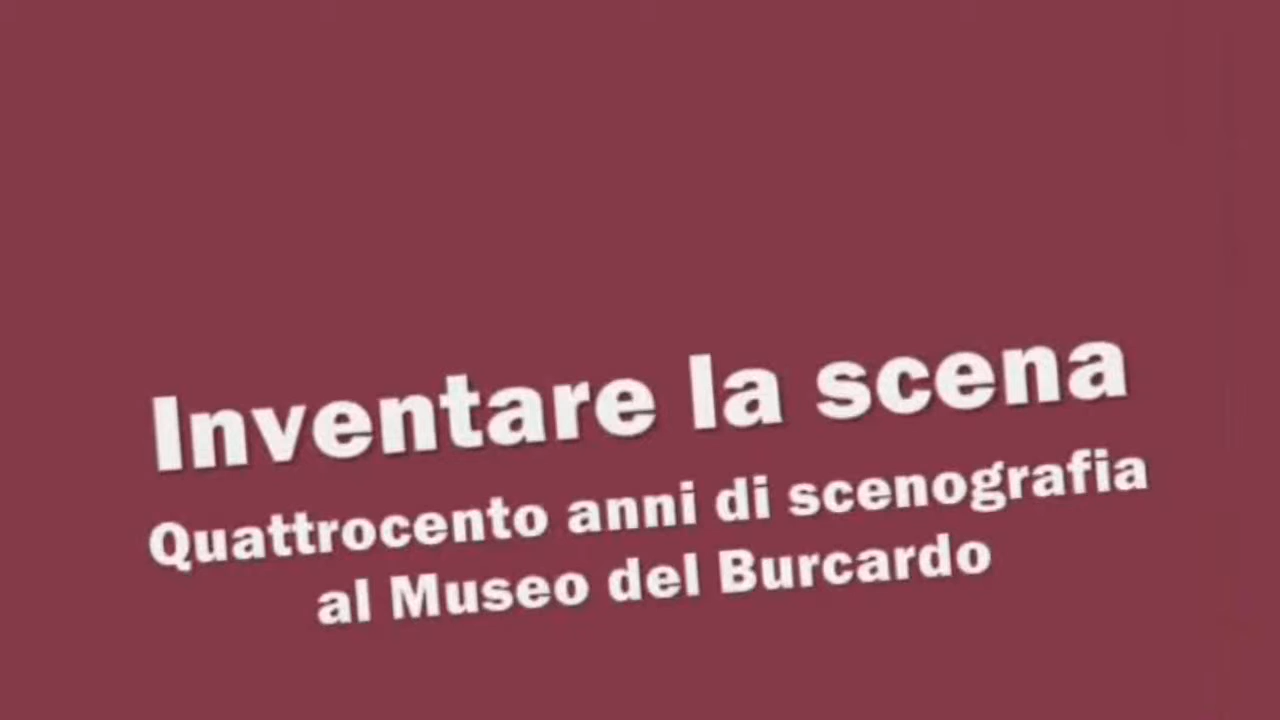 Inventare la scena
Quattrocento anni di scenografia
al Museo del Burcardo